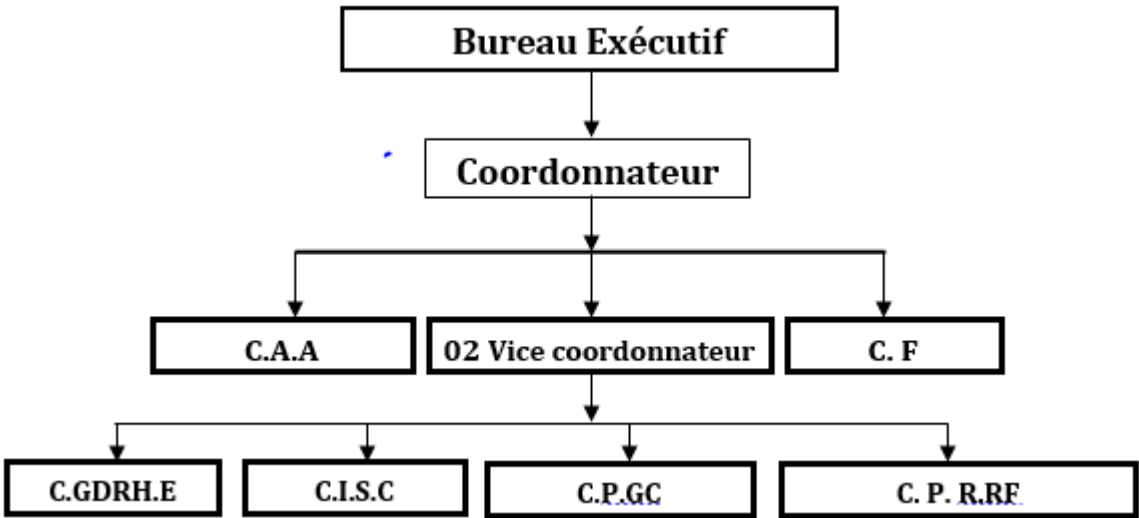 Bureau Exécutif
Coordonnateur
C.A.A
02 Vice coordonnateur
C. F
C.GDRH.E
C.I.S.C
C.P.GC
C. P. R.RF